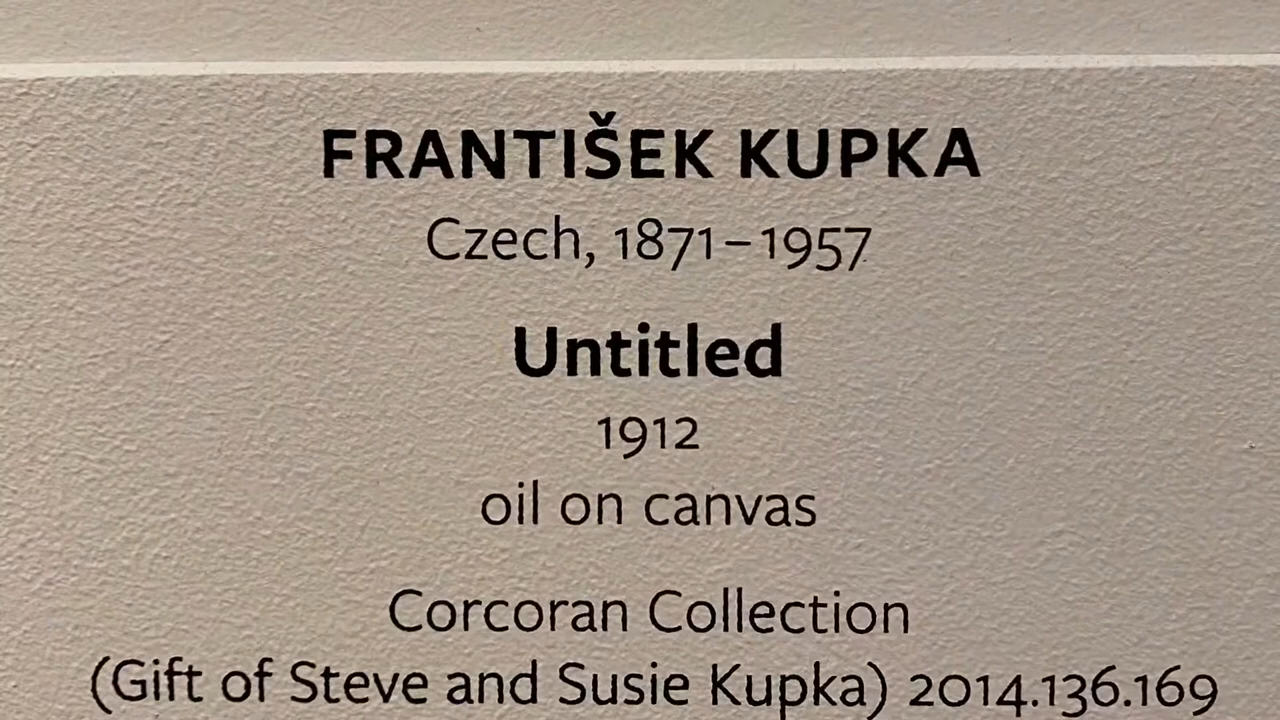 FRANTIŠEK KUPKA
Czech, 1871–1957
Untitled
1912
oil on canvas
Corcoran Collection
(Gift of Steve and Susie Kupka) 2014.136.169